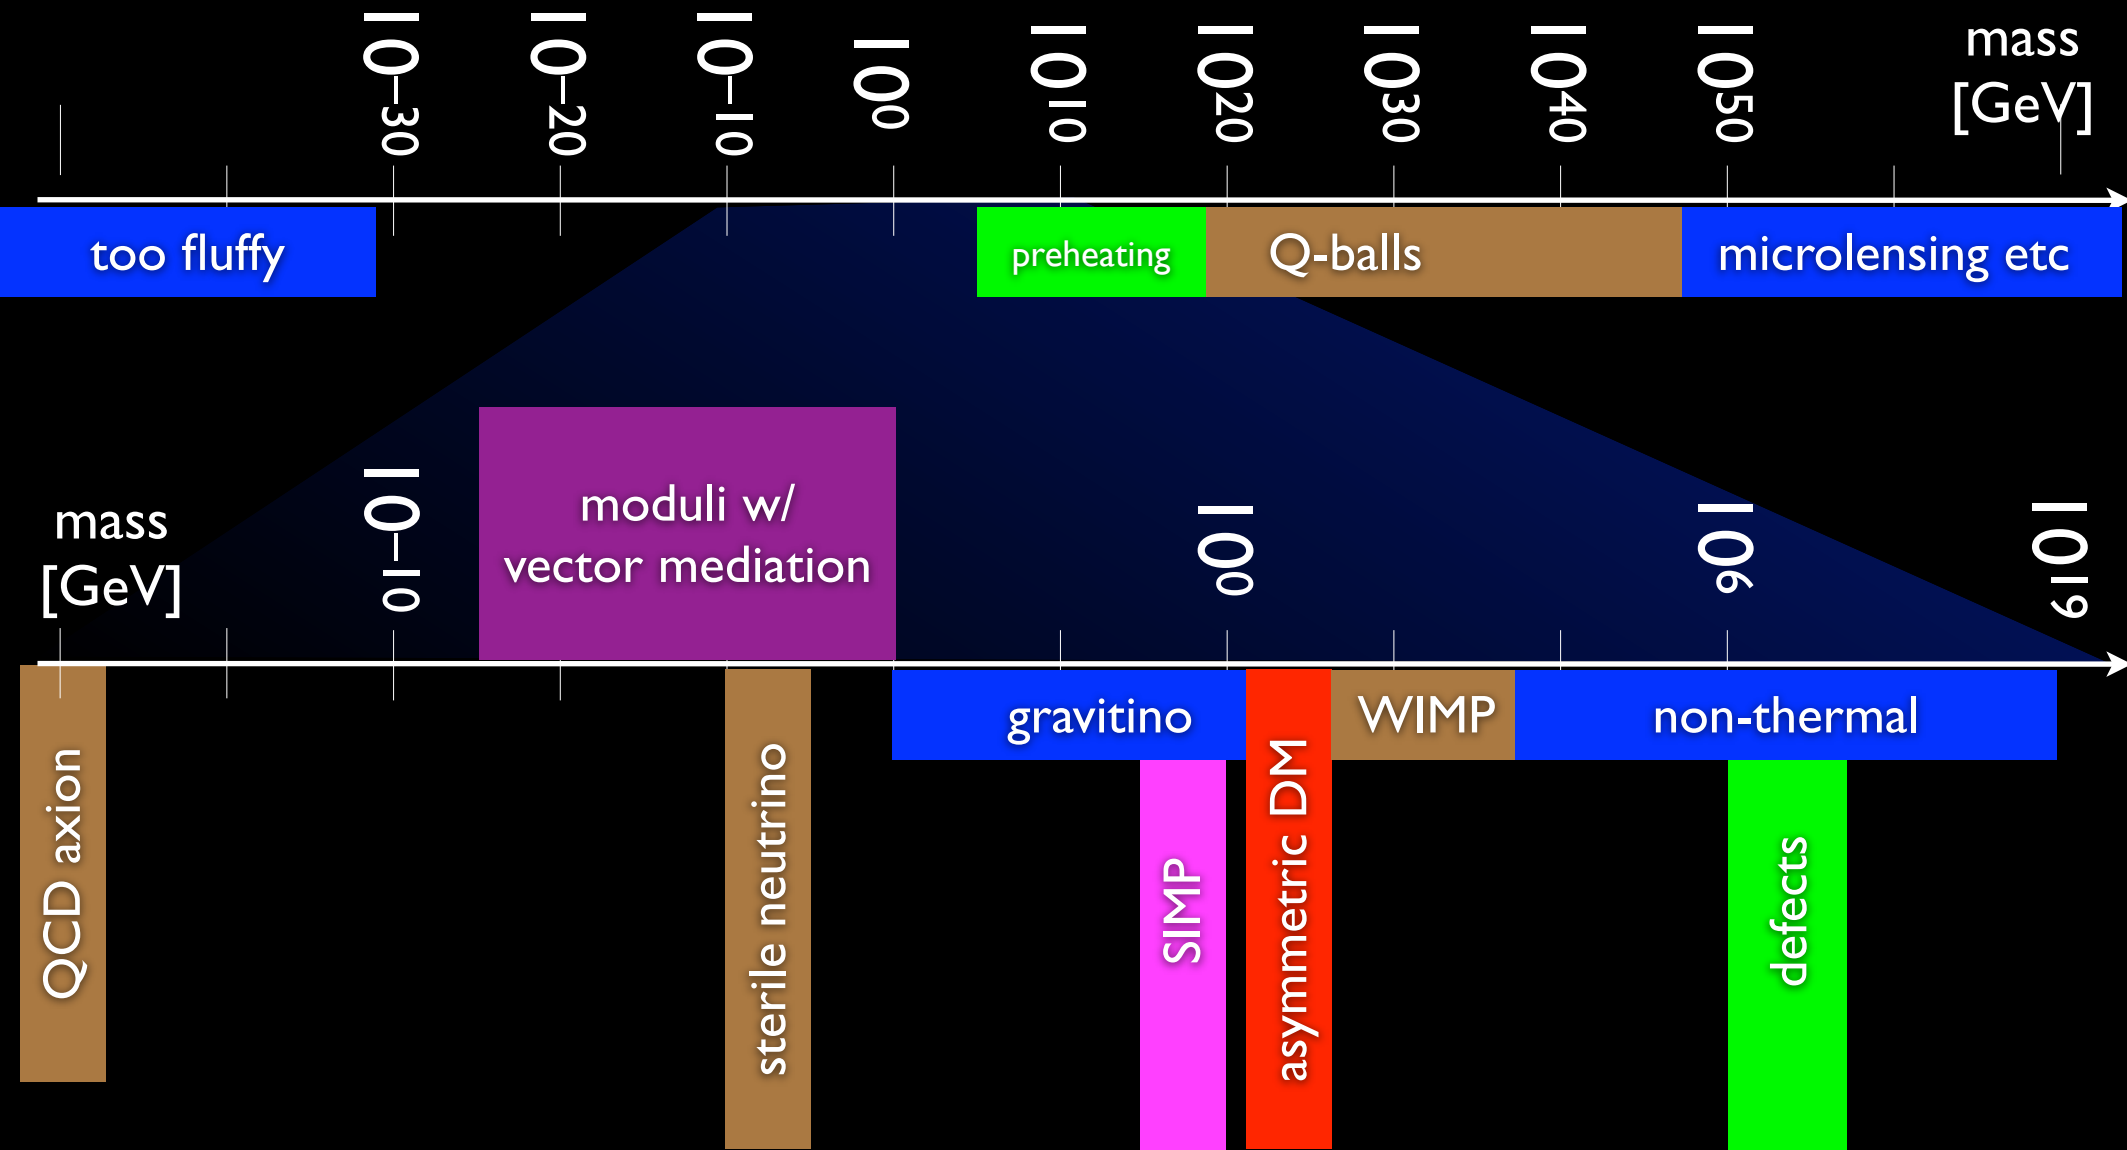 10⁻³⁰
10⁻²⁰
10⁻¹⁰
10⁰
10¹⁰
10²⁰
10³⁰
10⁴⁰
10⁵⁰
mass
[GeV]
too fluffy
preheating
Q-balls
microlensing etc
mass
[GeV]
10⁻¹⁰
moduli w/
vector mediation
10⁰
10⁶
10¹⁹
gravitino
WIMP
non-thermal
QCD axion
sterile neutrino
SIMP
asymmetric DM
defects